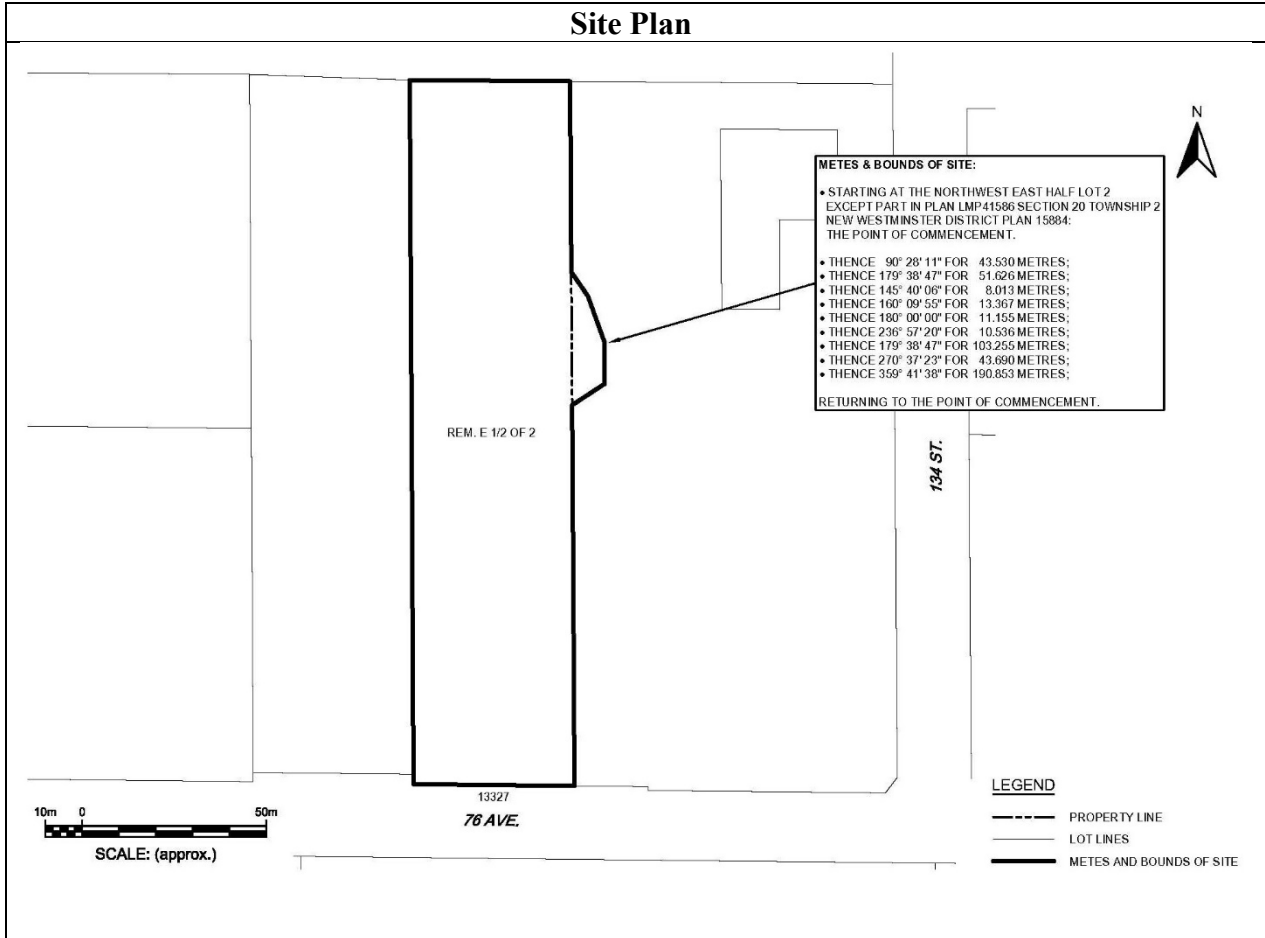 Site Plan
N
METES & BOUNDS OF SITE:
• STARTING AT THE NORTHWEST EAST HALF LOT 2
EXCEPT PART IN PLAN LMP41586 SECTION 20 TOWNSHIP 2
NEW WESTMINSTER DISTRICT PLAN 15884:
THE POINT OF COMMENCEMENT.
• THENCE 90° 28' 11" FOR 43.530 METRES;
• THENCE 179° 38' 47" FOR 51.626 METRES;
• THENCE 145° 40' 06" FOR 8.013 METRES;
• THENCE 160° 09' 55" FOR 13.367 METRES;
• THENCE 180° 00' 00" FOR 11.155 METRES;
• THENCE 236° 57' 20" FOR 10.536 METRES;
• THENCE 179° 38' 47" FOR 103.255 METRES;
• THENCE 270° 37' 23" FOR 43.690 METRES;
• THENCE 359° 41' 38" FOR 190.853 METRES;
RETURNING TO THE POINT OF COMMENCEMENT.
REM. E 1/2 OF 2
134 ST.
13327
76 AVE.
10m 0 50m
SCALE: (approx.)
LEGEND
PROPERTY LINE
LOT LINES
METES AND BOUNDS OF SITE